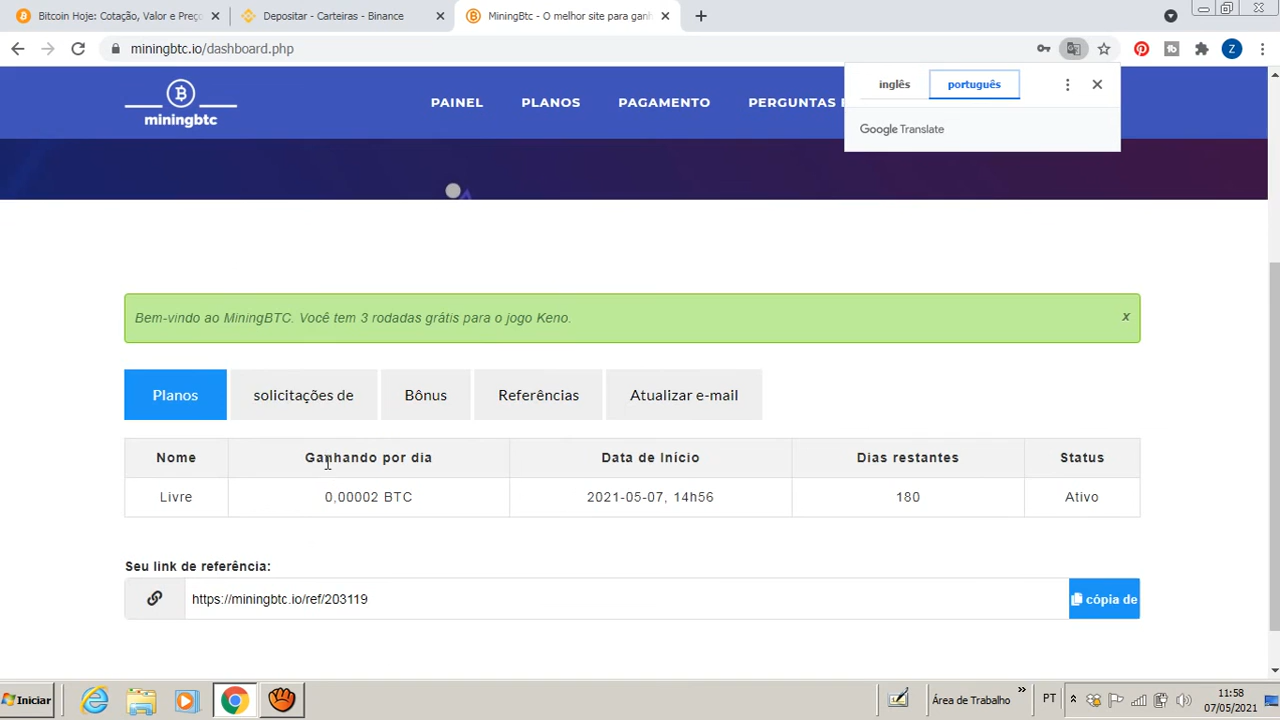 Bitcoin Hoje: Cotação, Valor e Preço
Depositar - Carteiras - Binance
MiningBtc - O melhor site para ganh
miningbtc.io/dashboard.php
Z
inglês
português
Google Translate
miningbtc
PAINEL
PLANOS
PAGAMENTO
PERGUNTAS
Bem-vindo ao MiningBTC. Você tem 3 rodadas grátis para o jogo Keno.
x
Planos
solicitações de
Bônus
Referências
Atualizar e-mail
Nome Ganhando por dia Data de Início Dias restantes Status
Livre 0,00002 BTC 2021-05-07, 14h56 180 Ativo
Seu link de referência:
https://miningbtc.io/ref/203119
cópia de
Iniciar
Área de Trabalho
»
PT
11:58
07/05/2021